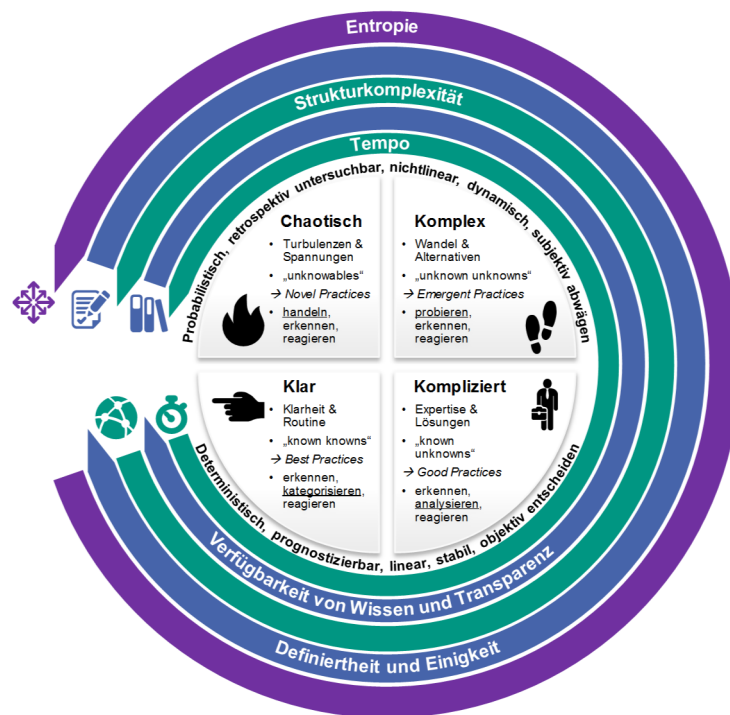 Entropie
Strukturkomplexität
Tempo
Probabilistisch, retrospektiv untersuchbar, nichtlinear, dynamisch, subjektiv abwägen
Chaotisch
• Turbulenzen &
Spannungen
• „unknowables“
→ Novel Practices
• handeln,
erkennen,
reagieren
Komplex
• Wandel &
Alternativen
• „unknown unknowns“
→ Emergent Practices
• probieren,
erkennen,
reagieren
Klar
• Klarheit &
Routine
• „known knowns“
→ Best Practices
• erkennen,
kategorisieren,
reagieren
Kompliziert
• Expertise &
Lösungen
• „known
unknowns“
→ Good Practices
• erkennen,
analysieren,
reagieren
Deterministisch, prognostizierbar, linear, stabil, objektiv entscheiden
Verfügbarkeit von Wissen und Transparenz
Definiertheit und Einigkeit